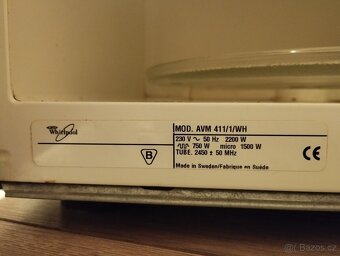 Whirlpool
MOD. AVM 411/1/WH
230 V ~ 50 Hz 2200 W
750 W micro 1500 W
TUBE. 2450 ± 50 MHz
B
CE
Made in Sweden/Fabrique en Suède
©bazos.cz